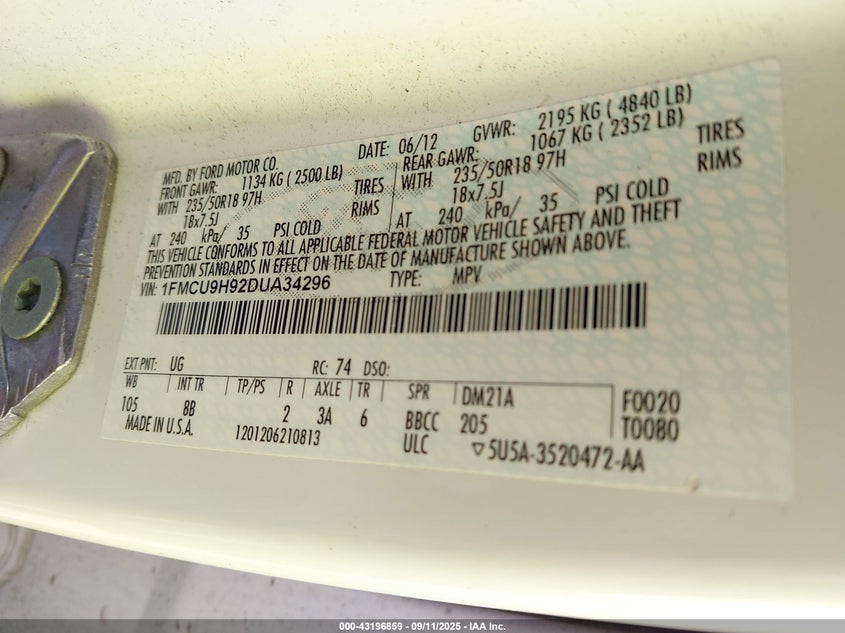 MFD. BY FORD MOTOR CO. DATE: 06/12 GVWR: 2195 KG ( 4840 LB)
FRONT GAWR: 1134 KG ( 2500 LB) REAR GAWR: 1067 KG ( 2352 LB)
WITH 235/50R18 97H TIRES WITH 235/50R18 97H TIRES
18x7.5J RIMS 18x7.5J RIMS
AT 240 kPa/ 35 PSI COLD AT 240 kPa/ 35 PSI COLD
THIS VEHICLE CONFORMS TO ALL APPLICABLE FEDERAL MOTOR VEHICLE SAFETY AND THEFT
PREVENTION STANDARDS IN EFFECT ON THE DATE OF MANUFACTURE SHOWN ABOVE.
VIN: 1FMCU9H92DUA34296 TYPE: MPV
EXT PNT: UG RC: 74 DSO:
WB INT TR TP/PS R AXLE TR SPR DM21A F0020
105 8B 2 3A 6 BBCC 205 T0080
MADE IN U.S.A. 1201206210813 ULC ▽5U5A-3520472-AA
000-43196859 - 09/11/2025 - IAA Inc.